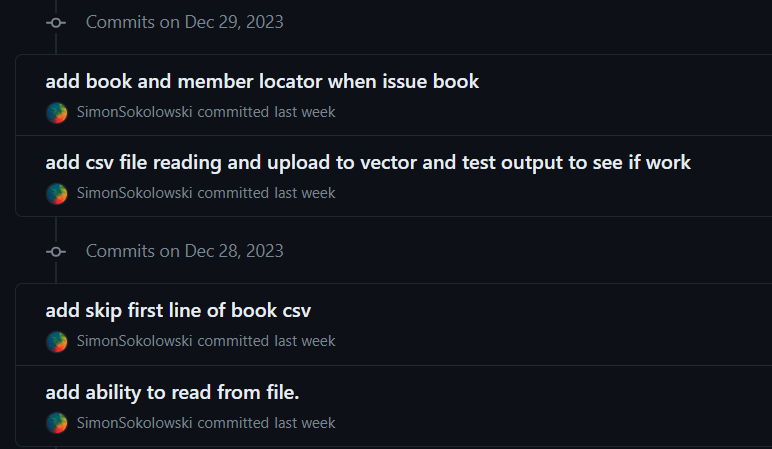 Commits on Dec 29, 2023
add book and member locator when issue book
SimonSokolowski committed last week
add csv file reading and upload to vector and test output to see if work
SimonSokolowski committed last week
Commits on Dec 28, 2023
add skip first line of book csv
SimonSokolowski committed last week
add ability to read from file.
SimonSokolowski committed last week